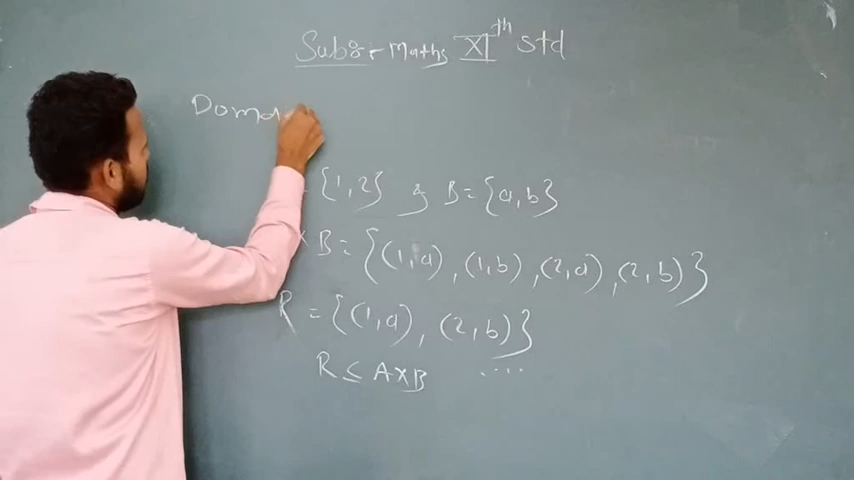 Sub:- Maths XIth std
Doma
{1,2} & B={a,b}
× B={(1,a),(1,b),(2,a),(2,b)}
R={(1,a),(2,b)}
R ⊆ A×B ....